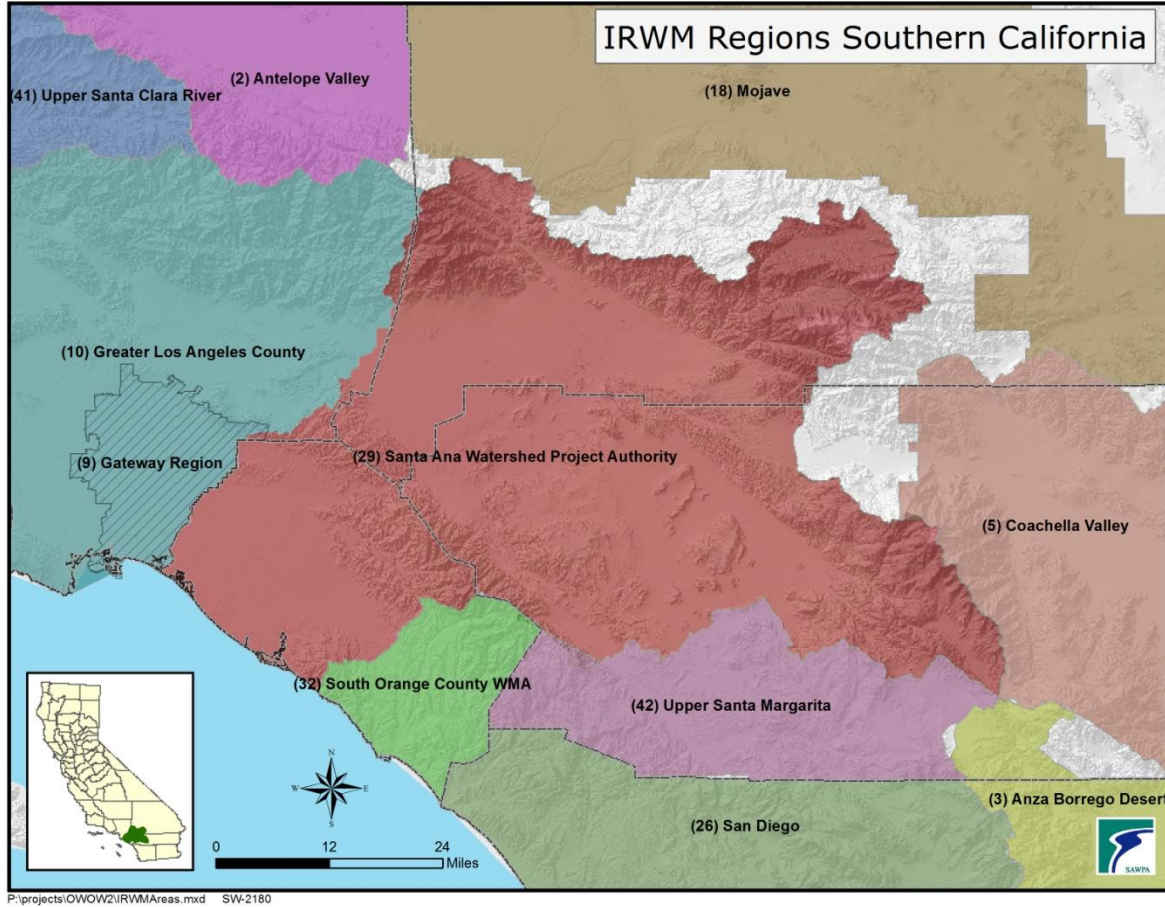 IRWM Regions Southern California
(2) Antelope Valley
(41) Upper Santa Clara River
(18) Mojave
(10) Greater Los Angeles County
(9) Gateway Region
(29) Santa Ana Watershed Project Authority
(5) Coachella Valley
(32) South Orange County WMA
(42) Upper Santa Margarita
(3) Anza Borrego Desert
(26) San Diego
N
W E
S
0 12 24
Miles
SAWPA
P:\projects\OWOW2\IRWMAreas.mxd SW-2180